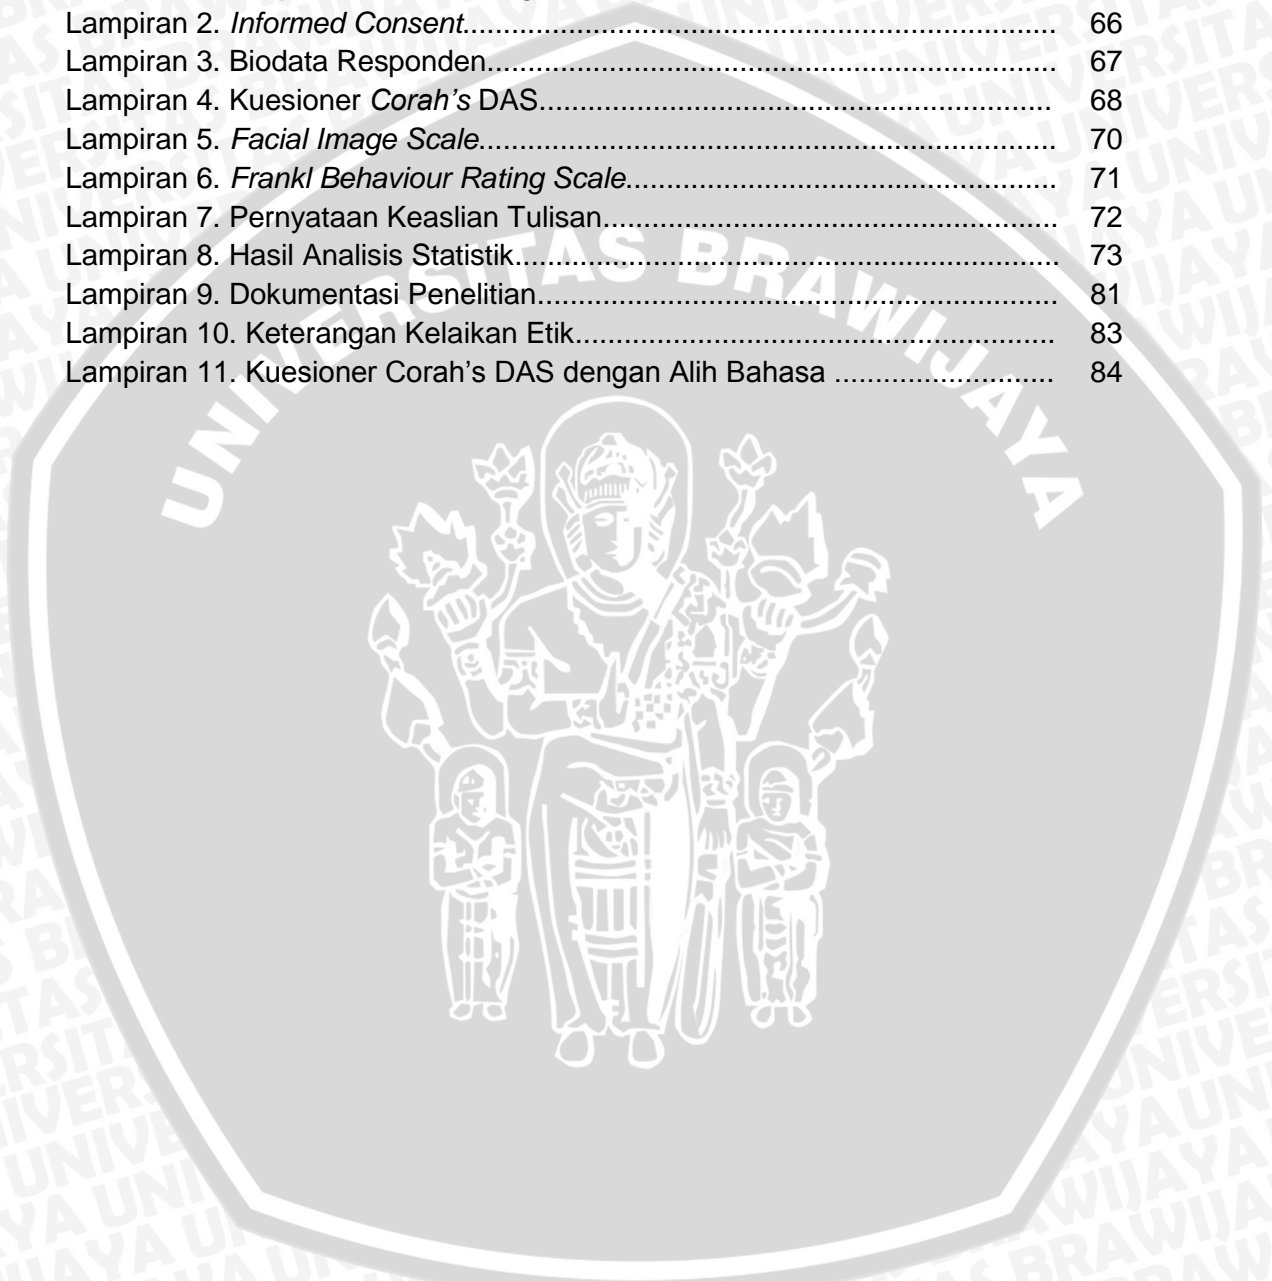 Lampiran 2. Informed Consent....................................................................... 66
Lampiran 3. Biodata Responden.................................................................... 67
Lampiran 4. Kuesioner Corah’s DAS............................................................. 68
Lampiran 5. Facial Image Scale..................................................................... 70
Lampiran 6. Frankl Behaviour Rating Scale................................................... 71
Lampiran 7. Pernyataan Keaslian Tulisan...................................................... 72
Lampiran 8. Hasil Analisis Statistik................................................................. 73
Lampiran 9. Dokumentasi Penelitian.............................................................. 81
Lampiran 10. Keterangan Kelaikan Etik......................................................... 83
Lampiran 11. Kuesioner Corah’s DAS dengan Alih Bahasa .......................... 84
UNIVERSITAS BRAWIJAYA